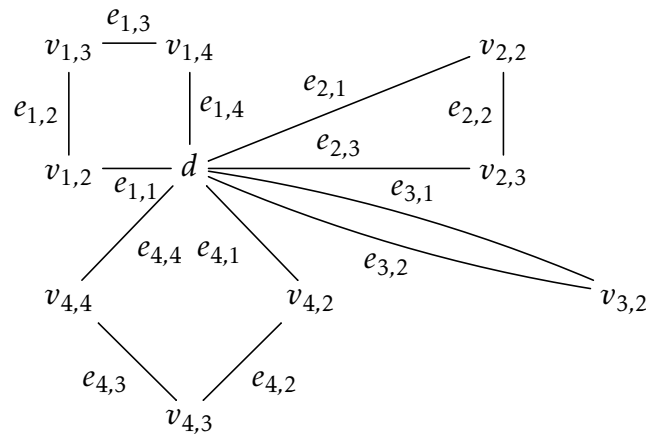 e1,3
v1,3 v1,4 v2,2
e2,1
e1,2 e1,4 e2,2
e2,3
v1,2 d v2,3
e1,1 e3,1
e4,4 e4,1 e3,2
v4,4 v4,2 v3,2
e4,3 e4,2
v4,3